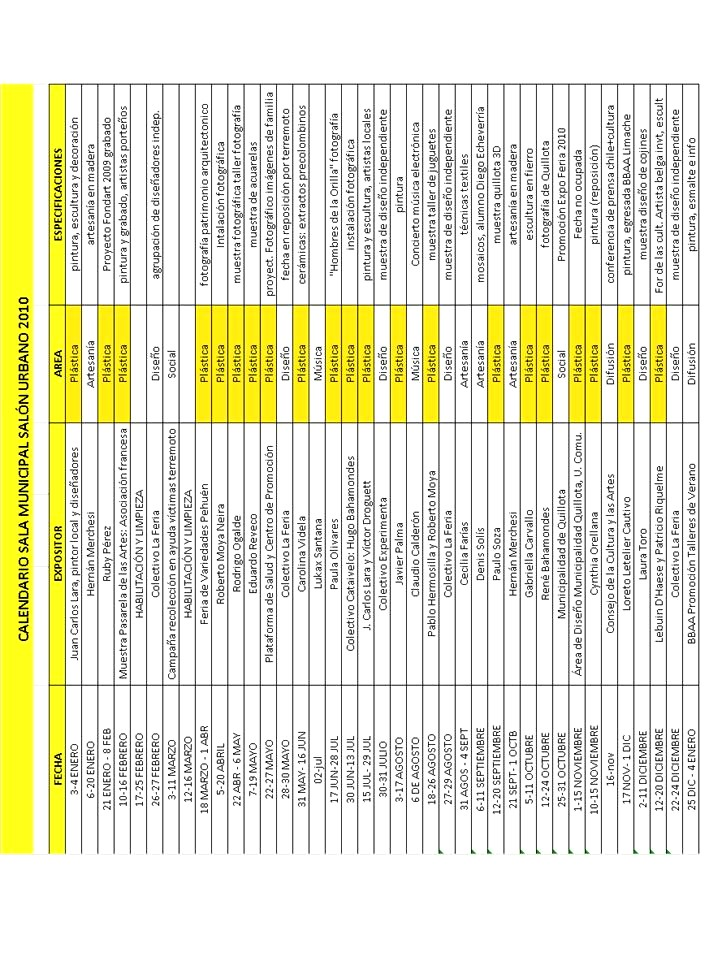 CALENDARIO SALA MUNICIPAL SALÓN URBANO 2010
FECHA EXPOSITOR AREA ESPECIFICACIONES
3-4 ENERO Juan Carlos Lara, pintor local y diseñadores Plástica pintura, escultura y decoración
6-20 ENERO Hernán Merchesi Artesanía artesanía en madera
21 ENERO - 8 FEB Ruby Pérez Plástica Proyecto Fondart 2009 grabado
10-16 FEBRERO Muestra Pasarela de las Artes: Asociación francesa Plástica pintura y grabado, artistas porteños
17-25 FEBRERO HABILITACIÓN Y LIMPIEZA
26-27 FEBRERO Colectivo La Feria Diseño agrupación de diseñadores indep.
3-11 MARZO Campaña recolección en ayuda víctimas terremoto Social
12-16 MARZO HABILITACIÓN Y LIMPIEZA
18 MARZO - 1 ABR Feria de Variedades Pehuén Plástica fotografía patrimonio arquitectonico
5-20 ABRIL Roberto Moya Neira Plástica intalación fotográfica
22 ABR - 6 MAY Rodrigo Ogalde Plástica muestra fotográfica taller fotografía
7-19 MAYO Eduardo Reveco Plástica muestra de acuarelas
22-27 MAYO Plataforma de Salud y Centro de Promoción Plástica proyect. Fotográfico imágenes de familia
28-30 MAYO Colectivo La Feria Diseño fecha en reposición por terremoto
31 MAY- 16 JUN Carolina Videla Plástica cerámicas: extractos precolombinos
02-jul Lukax Santana Música
17 JUN-28 JUL Paula Olivares Plástica "Hombres de la Orilla" fotografía
30 JUN-13 JUL Colectivo Cataivelo: Hugo Bahamondes Plástica instalación fotográfica
15 JUL- 29 JUL J. Carlos Lara y Víctor Droguett Plástica pintura y escultura, artistas locales
30-31 JULIO Colectivo Experimenta Diseño muestra de diseño independiente
3-17 AGOSTO Javier Palma Plástica pintura
6 DE AGOSTO Claudio Calderón Música Concierto música electrónica
18-26 AGOSTO Pablo Hermosilla y Roberto Moya Plástica muestra taller de juguetes
27-29 AGOSTO Colectivo La Feria Diseño muestra de diseño independiente
31 AGOS - 4 SEPT Cecilia Farías Artesanía técnicas textiles
6-11 SEPTIEMBRE Denis Solís Artesanía mosaicos, alumno Diego Echeverría
12-20 SEPTIEMBRE Paulo Soza Plástica muestra quillota 3D
21 SEPT- 1 OCTB Hernán Merchesi Artesanía artesanía en madera
5-11 OCTUBRE Gabriella Carvallo Plástica escultura en fierro
12-24 OCTUBRE René Bahamondes Plástica fotografía de Quillota
25-31 OCTUBRE Municipalidad de Quillota Social Promoción Expo Feria 2010
1-15 NOVIEMBRE Área de Diseño Municipalidad Quillota, U. Comu. Plástica Fecha no ocupada
10-15 NOVIEMBRE Cynthia Orellana Plástica pintura (reposición)
16-nov Consejo de la Cultura y las Artes Difusión conferencia de prensa chile+cultura
17 NOV- 1 DIC Loreto Letelier Cautivo Plástica pintura, egresada BBAA Limache
2-11 DICIEMBRE Laura Toro Diseño muestra diseño de cojines
12-20 DICIEMBRE Lebuin D'Haese y Patricio Riquelme Plástica For de las cult. Artista belga invt, escult
22-24 DICIEMBRE Colectivo La Feria Diseño muestra de diseño independiente
25 DIC - 4 ENERO BBAA Promoción Talleres de Verano Difusión pintura, esmalte e info